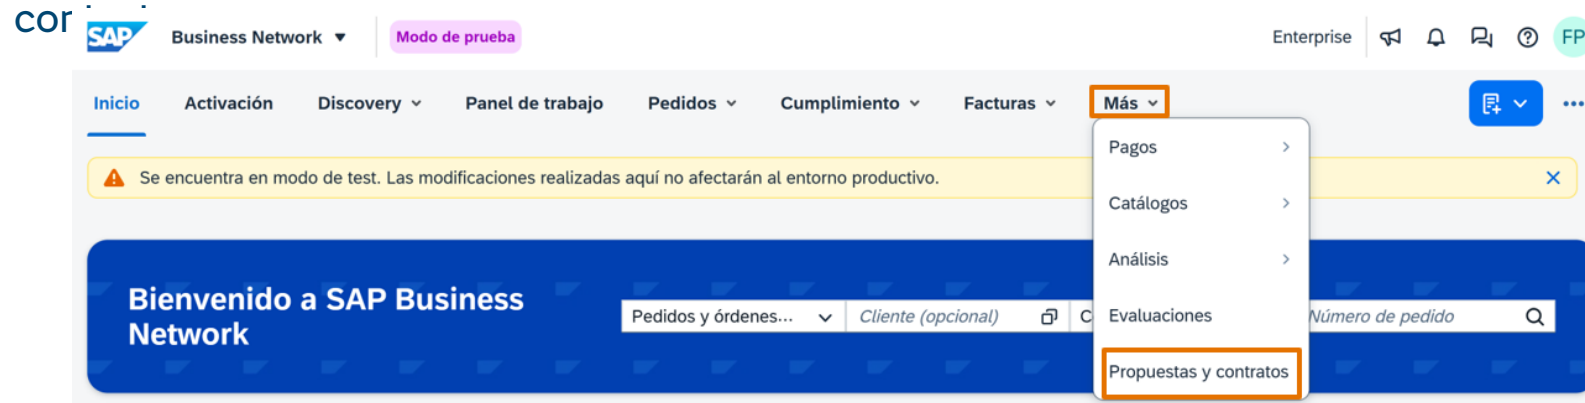 SAP Business Network Modo de prueba Enterprise FP
Inicio Activación Discovery Panel de trabajo Pedidos Cumplimiento Facturas Más
Se encuentra en modo de test. Las modificaciones realizadas aquí no afectarán al entorno productivo.
Pagos
Catálogos
Análisis
Evaluaciones
Propuestas y contratos
Bienvenido a SAP Business
Network
Pedidos y órdenes... Cliente (opcional) Número de pedido